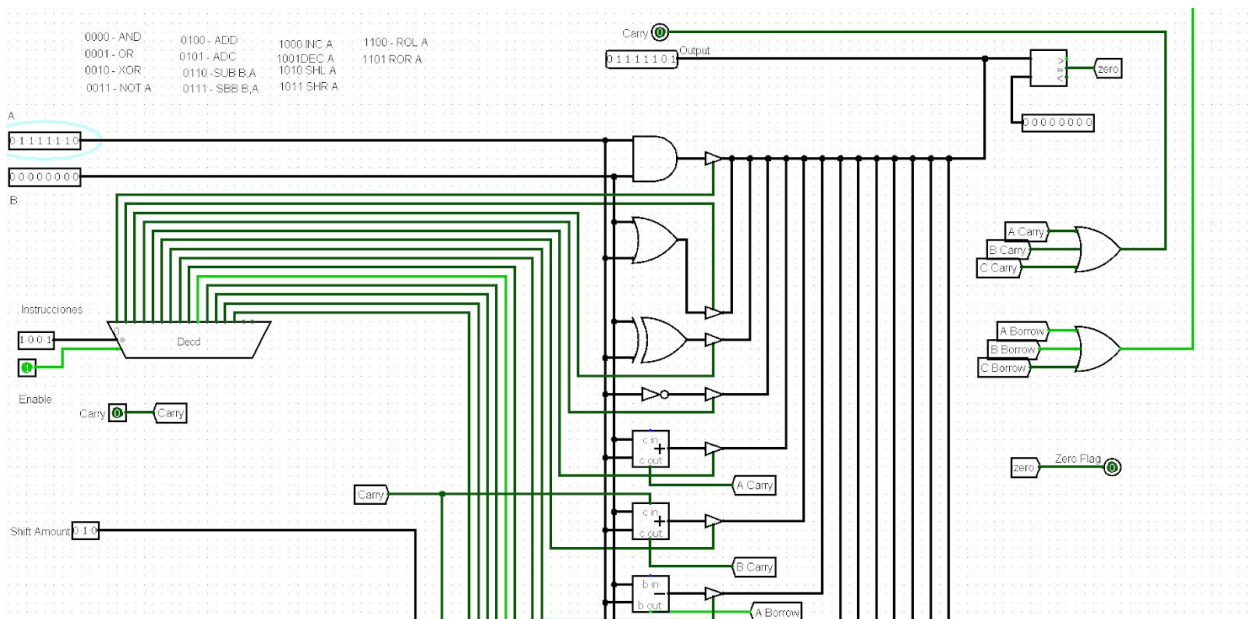 0000 - AND
0001 - OR
0010 - XOR
0011 - NOT A
0100 - ADD
0101 - ADC
0110 -SUB B,A
0111 - SBB B,A
1000 INC A
1001DEC A
1010 SHL A
1011 SHR A
1100 - ROL A
1101 ROR A
Carry 0
0 1 1 1 1 1 0 1 Output
zero
0 0 0 0 0 0 0 0
A
0 1 1 1 1 1 1 0
0 0 0 0 0 0 0 0
B
A Carry
B Carry
C Carry
Instrucciones
1 0 0 1
0
Decd
1
Enable
Carry 0 Carry
A Borrow
B Borrow
C Borrow
c in
+
c out
A Carry
zero Zero Flag 0
Carry
c in
+
c out
B Carry
Shift Amount 0 1 0
b in
−
b out
A Borrow